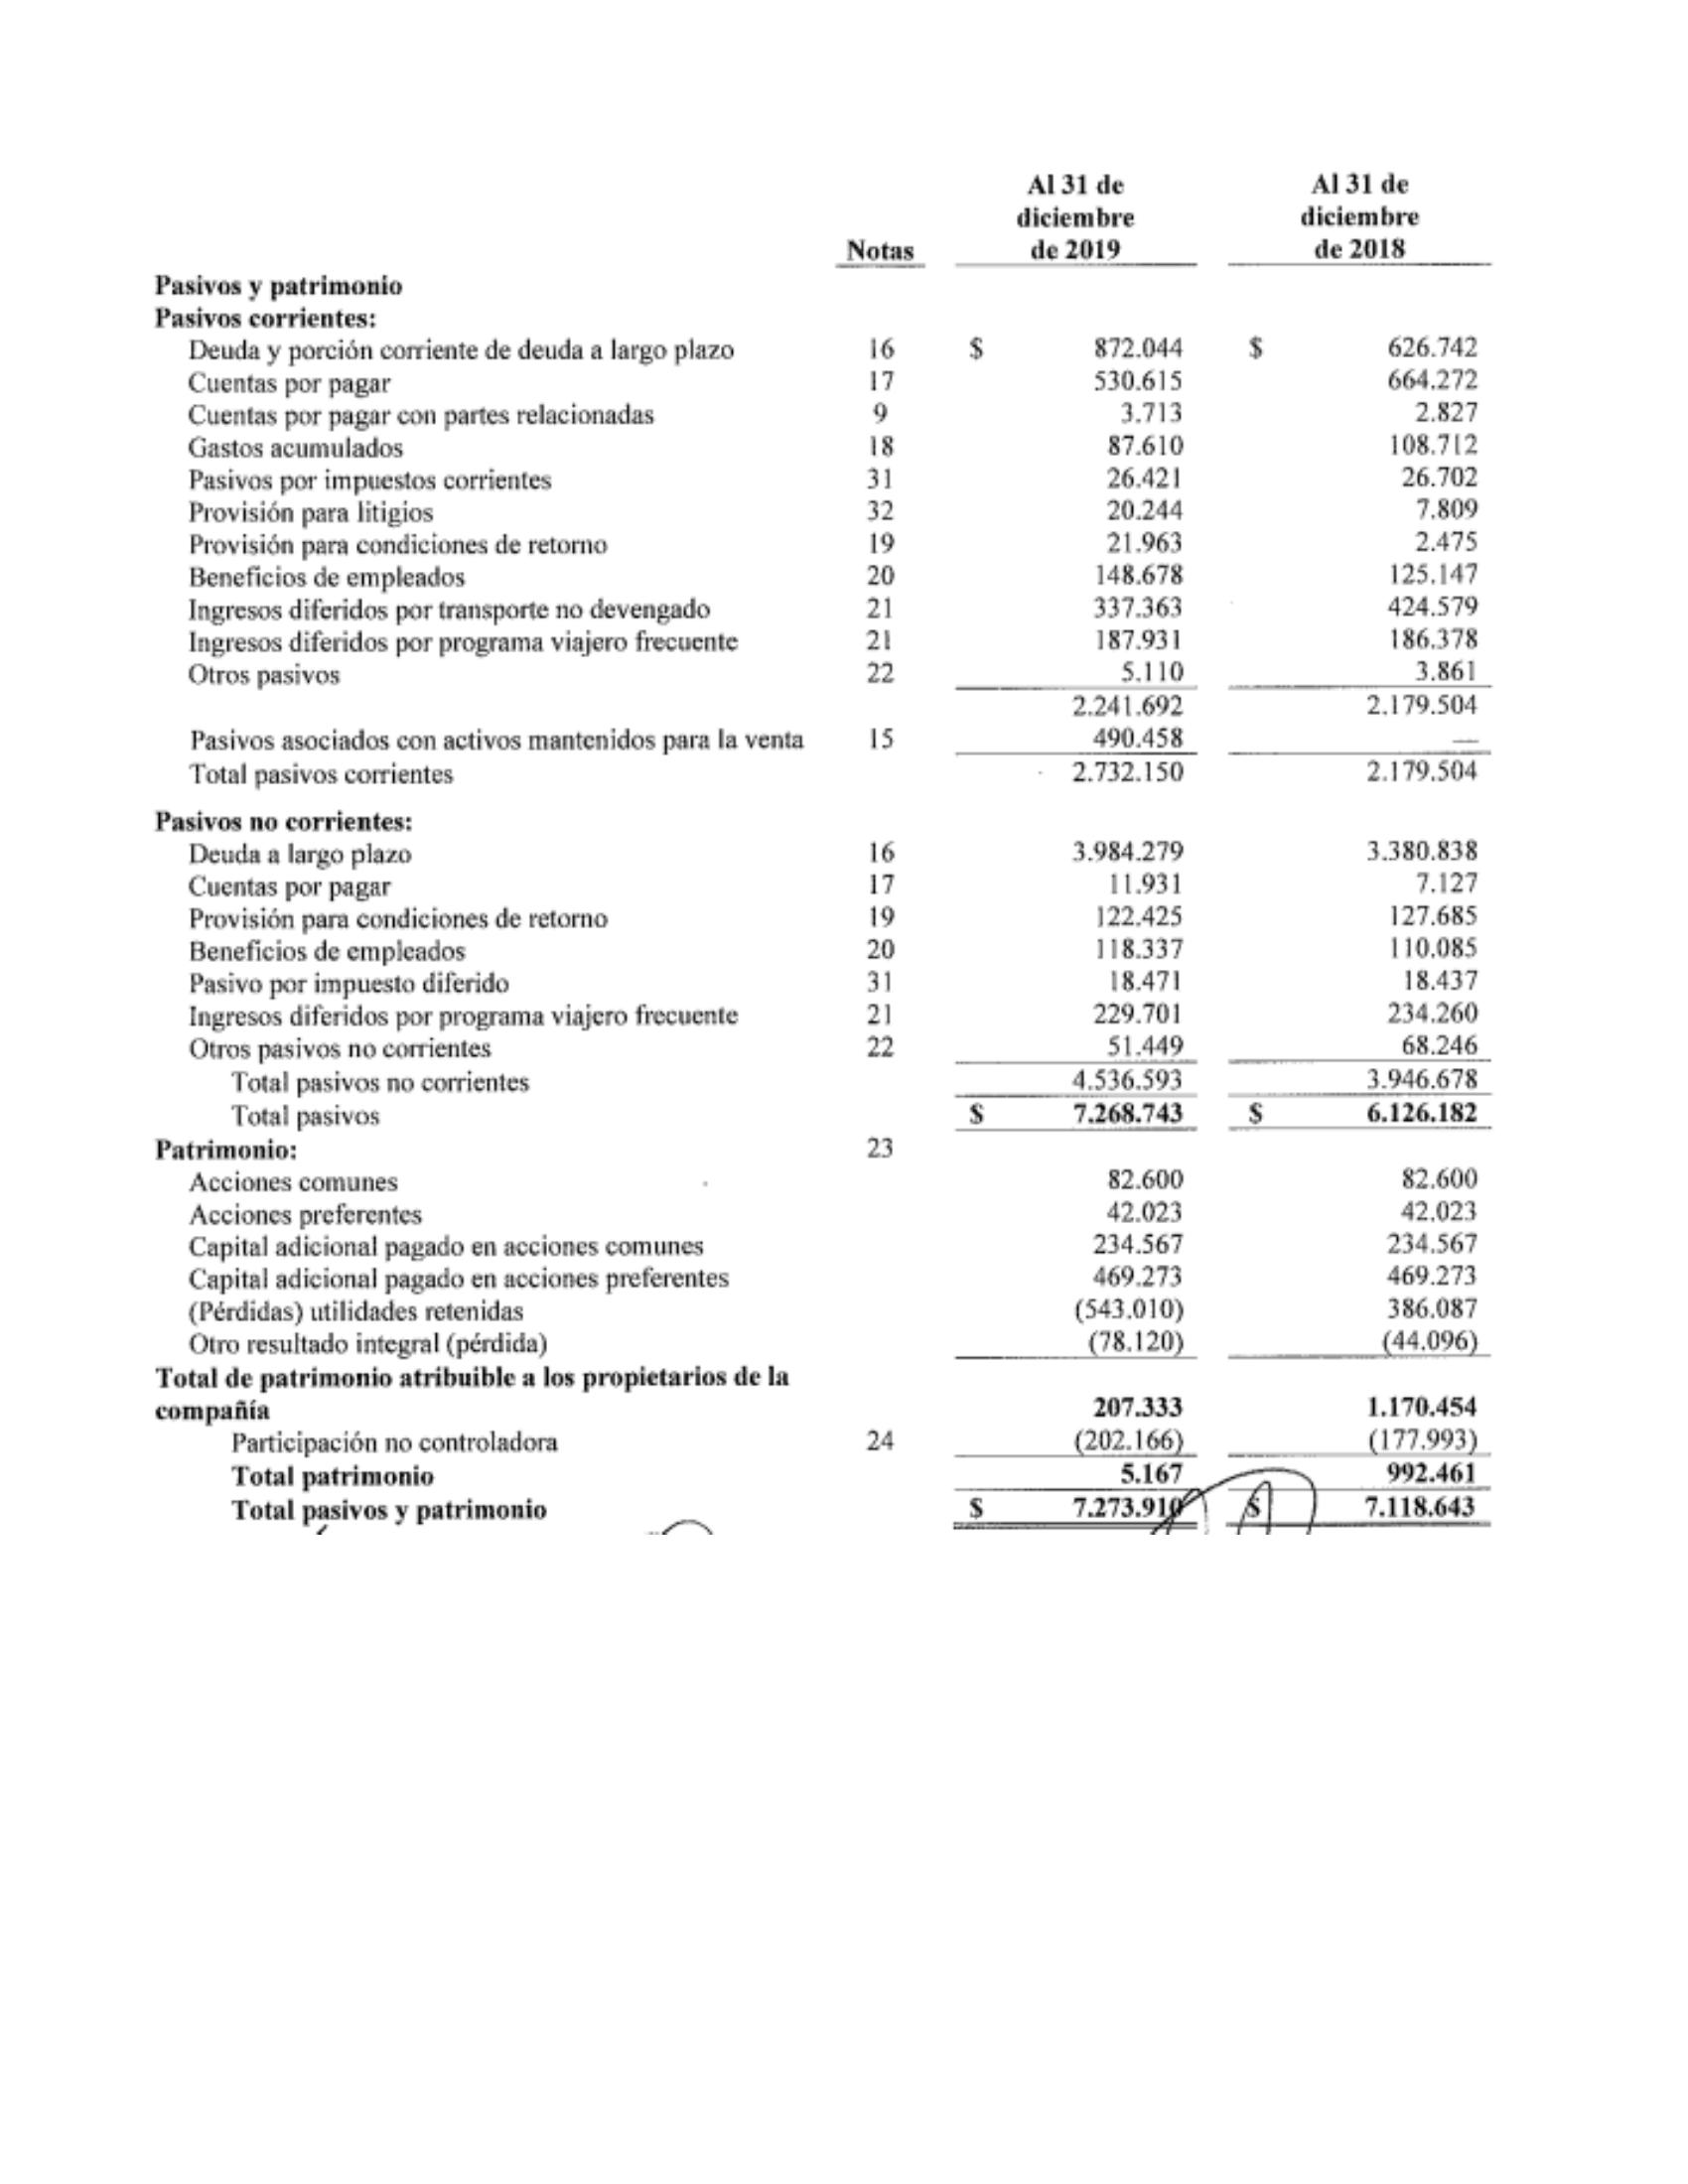 Al 31 de Al 31 de
diciembre diciembre
Notas de 2019 de 2018
Pasivos y patrimonio
Pasivos corrientes:
Deuda y porción corriente de deuda a largo plazo 16 $ 872.044 $ 626.742
Cuentas por pagar 17 530.615 664.272
Cuentas por pagar con partes relacionadas 9 3.713 2.827
Gastos acumulados 18 87.610 108.712
Pasivos por impuestos corrientes 31 26.421 26.702
Provisión para litigios 32 20.244 7.809
Provisión para condiciones de retorno 19 21.963 2.475
Beneficios de empleados 20 148.678 125.147
Ingresos diferidos por transporte no devengado 21 337.363 424.579
Ingresos diferidos por programa viajero frecuente 21 187.931 186.378
Otros pasivos 22 5.110 3.861
2.241.692 2.179.504
Pasivos asociados con activos mantenidos para la venta 15 490.458 —
Total pasivos corrientes 2.732.150 2.179.504
Pasivos no corrientes:
Deuda a largo plazo 16 3.984.279 3.380.838
Cuentas por pagar 17 11.931 7.127
Provisión para condiciones de retorno 19 122.425 127.685
Beneficios de empleados 20 118.337 110.085
Pasivo por impuesto diferido 31 18.471 18.437
Ingresos diferidos por programa viajero frecuente 21 229.701 234.260
Otros pasivos no corrientes 22 51.449 68.246
Total pasivos no corrientes 4.536.593 3.946.678
Total pasivos $ 7.268.743 $ 6.126.182
Patrimonio: 23
Acciones comunes 82.600 82.600
Acciones preferentes 42.023 42.023
Capital adicional pagado en acciones comunes 234.567 234.567
Capital adicional pagado en acciones preferentes 469.273 469.273
(Pérdidas) utilidades retenidas (543.010) 386.087
Otro resultado integral (pérdida) (78.120) (44.096)
Total de patrimonio atribuible a los propietarios de la
compañía 207.333 1.170.454
Participación no controladora 24 (202.166) (177.993)
Total patrimonio 5.167 992.461
Total pasivos y patrimonio $ 7.273.910 $ 7.118.643